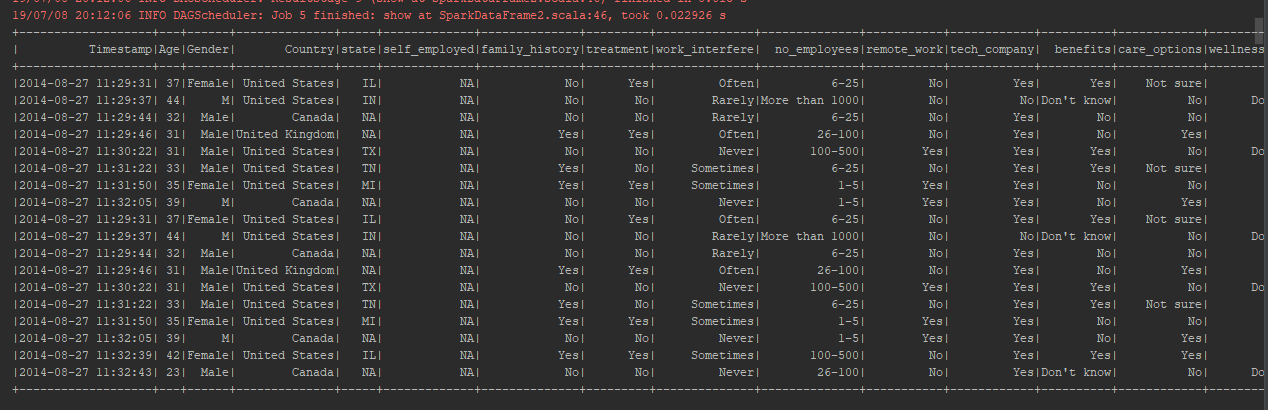 19/07/08 20:12:06 INFO DAGScheduler: ResultStage 5 (show at SparkDataFrame2.scala:46) finished in 0.018 s
19/07/08 20:12:06 INFO DAGScheduler: Job 5 finished: show at SparkDataFrame2.scala:46, took 0.022926 s
| Timestamp|Age|Gender| Country|state|self_employed|family_history|treatment|work_interfere| no_employees|remote_work|tech_company| benefits|care_options|wellness
|2014-08-27 11:29:31| 37|Female| United States| IL| NA| No| Yes| Often| 6-25| No| Yes| Yes| Not sure|
|2014-08-27 11:29:37| 44| M| United States| IN| NA| No| No| Rarely|More than 1000| No| No|Don't know| No| Do
|2014-08-27 11:29:44| 32| Male| Canada| NA| NA| No| No| Rarely| 6-25| No| Yes| No| No|
|2014-08-27 11:29:46| 31| Male|United Kingdom| NA| NA| Yes| Yes| Often| 26-100| No| Yes| No| Yes|
|2014-08-27 11:30:22| 31| Male| United States| TX| NA| No| No| Never| 100-500| Yes| Yes| Yes| No| Do
|2014-08-27 11:31:22| 33| Male| United States| TN| NA| Yes| No| Sometimes| 6-25| No| Yes| Yes| Not sure|
|2014-08-27 11:31:50| 35|Female| United States| MI| NA| Yes| Yes| Sometimes| 1-5| Yes| Yes| No| No|
|2014-08-27 11:32:05| 39| M| Canada| NA| NA| No| No| Never| 1-5| Yes| Yes| No| Yes|
|2014-08-27 11:29:31| 37|Female| United States| IL| NA| No| Yes| Often| 6-25| No| Yes| Yes| Not sure|
|2014-08-27 11:29:37| 44| M| United States| IN| NA| No| No| Rarely|More than 1000| No| No|Don't know| No| Do
|2014-08-27 11:29:44| 32| Male| Canada| NA| NA| No| No| Rarely| 6-25| No| Yes| No| No|
|2014-08-27 11:29:46| 31| Male|United Kingdom| NA| NA| Yes| Yes| Often| 26-100| No| Yes| No| Yes|
|2014-08-27 11:30:22| 31| Male| United States| TX| NA| No| No| Never| 100-500| Yes| Yes| Yes| No| Do
|2014-08-27 11:31:22| 33| Male| United States| TN| NA| Yes| No| Sometimes| 6-25| No| Yes| Yes| Not sure|
|2014-08-27 11:31:50| 35|Female| United States| MI| NA| Yes| Yes| Sometimes| 1-5| Yes| Yes| No| No|
|2014-08-27 11:32:05| 39| M| Canada| NA| NA| No| No| Never| 1-5| Yes| Yes| No| Yes|
|2014-08-27 11:32:39| 42|Female| United States| IL| NA| Yes| Yes| Sometimes| 100-500| No| Yes| Yes| Yes|
|2014-08-27 11:32:43| 23| Male| Canada| NA| NA| No| No| Never| 26-100| No| Yes|Don't know| No| Do